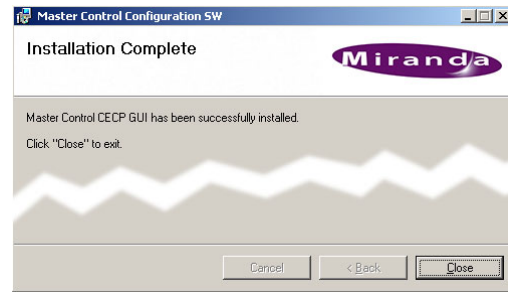 Master Control Configuration SW
Installation Complete
Miranda
Master Control CECP GUI has been successfully installed.
Click "Close" to exit.
Cancel
< Back
Close